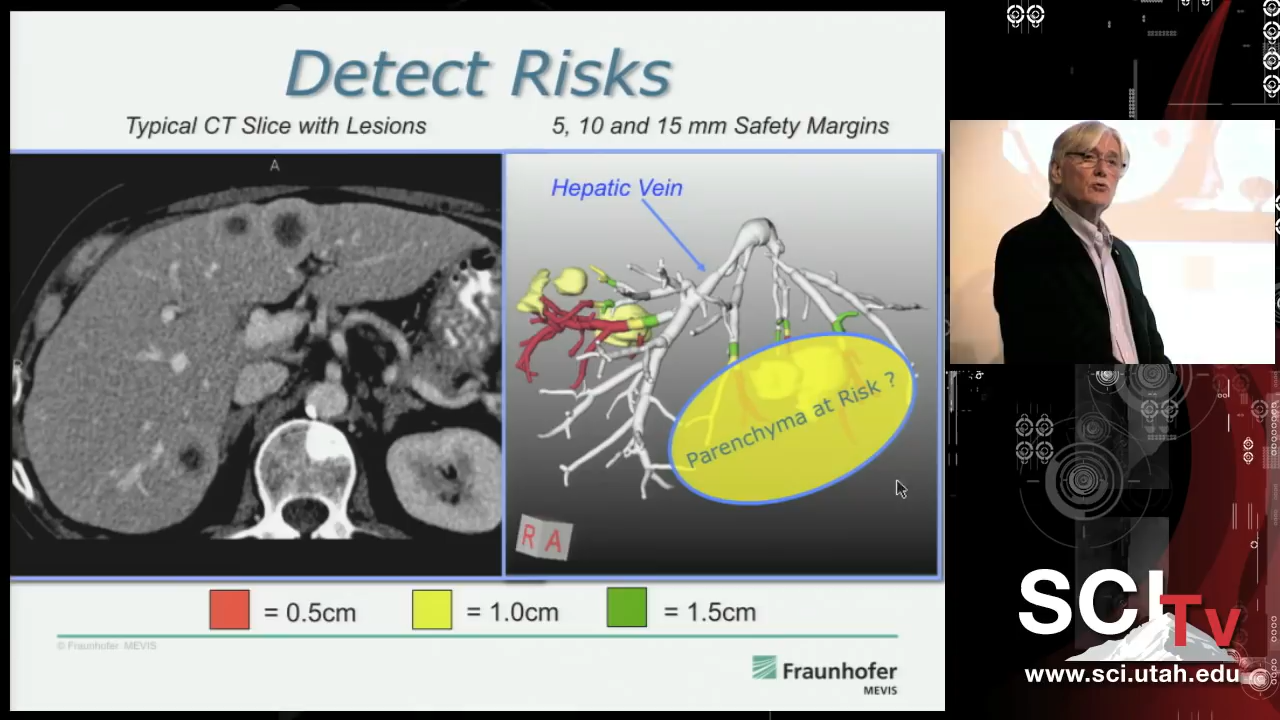 Detect Risks
Typical CT Slice with Lesions
5, 10 and 15 mm Safety Margins
A
Hepatic Vein
Parenchyma at Risk ?
R A
= 0.5cm
= 1.0cm
= 1.5cm
© Fraunhofer MEVIS
Fraunhofer
MEVIS
SCI TV
www.sci.utah.edu